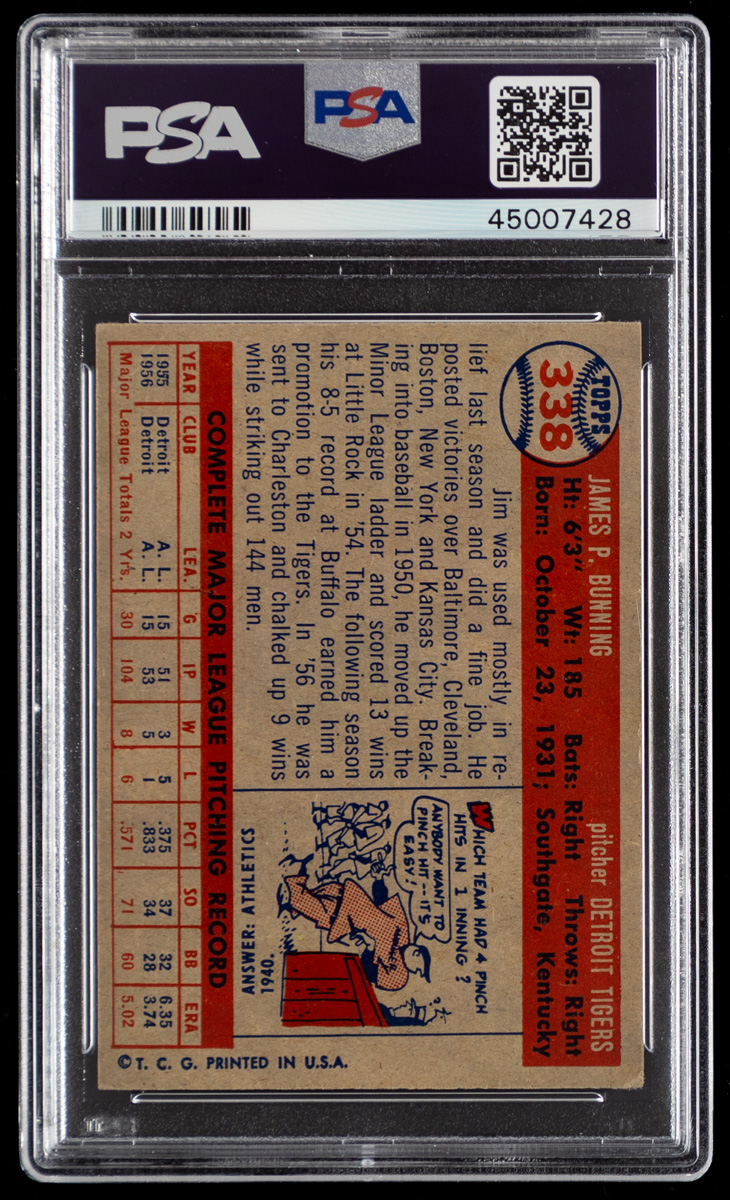 PSA
PSA
45007428
TOPPS
338
JAMES P. BUNNING pitcher DETROIT TIGERS
Ht: 6'3" Wt: 185 Bats: Right Throws: Right
Born: October 23, 1931; Southgate, Kentucky
Jim was used mostly in re-
lief last season and did a fine job. He
posted victories over Baltimore, Cleveland,
Boston, New York and Kansas City. Break-
ing into baseball in 1950, he moved up the
Minor League ladder and scored 13 wins
at Little Rock in '54. The following season
his 8-5 record at Buffalo earned him a
promotion to the Tigers. In '56 he was
sent to Charleston and chalked up 9 wins
while striking out 144 men.
WHICH TEAM HAD 4 PINCH
HITS IN 1 INNING?
ANYBODY WANT TO
PINCH HIT--IT'S
EASY!
ANSWER: ATHLETICS
1940.
COMPLETE MAJOR LEAGUE PITCHING RECORD
YEAR CLUB LEA. G IP W L PCT SO BB ERA
1955 Detroit A. L. 15 51 3 5 .375 37 32 6.35
1956 Detroit A. L. 15 53 5 1 .833 34 28 3.74
Major League Totals 2 Yrs. 30 104 8 6 .571 71 60 5.02
© T. C. G. PRINTED IN U.S.A.